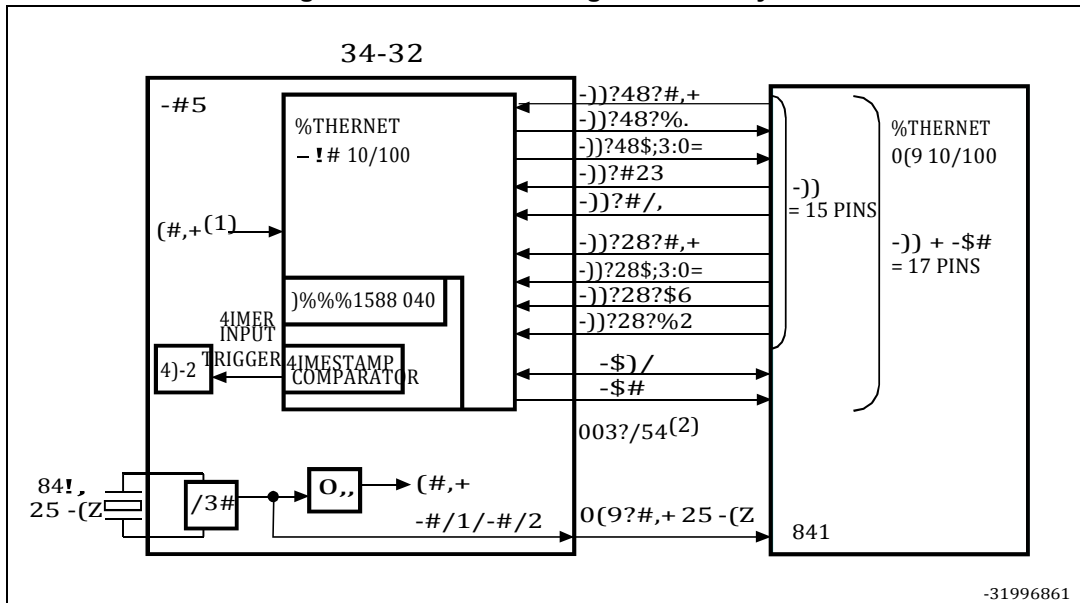 34-32
-#5
%THERNET
–!# 10/100
(#,+(1)
)%%%1588 040
4IMER
INPUT
TRIGGER
4IMESTAMP
COMPARATOR
4)-2
-))?48?#,+
-))?48?%.
-))?48$;3:0=
-))?#23
-))?#/,
-))?28?#,+
-))?28$;3:0=
-))?28?$6
-))?28?%2
-$)/
-$#
003?/54(2)
-))
= 15 PINS
%THERNET
0(9 10/100
-)) + -$#
= 17 PINS
84!,
25 -(Z
/3#
O,,
(#,+
-#/1/-#/2
0(9?#,+ 25 -(Z
841
-31996861